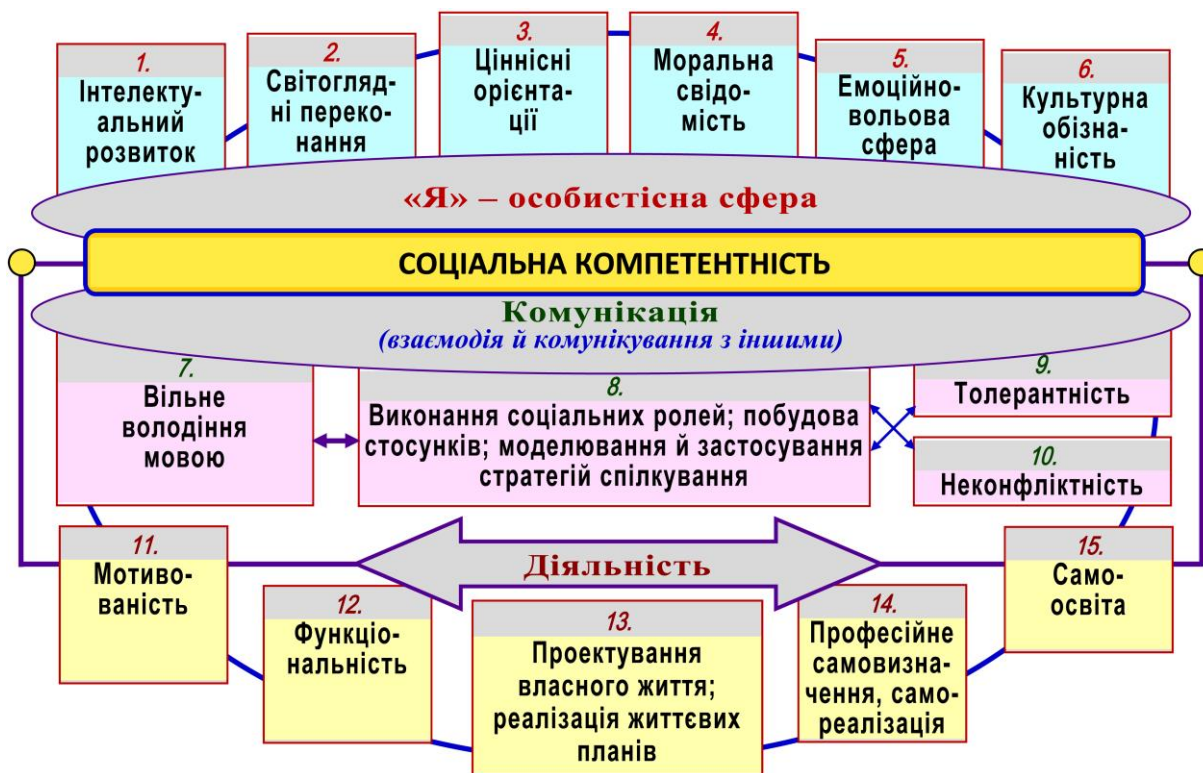 1.
Інтелекту-
альний
розвиток
2.
Світогляд-
ні переко-
нання
3.
Ціннісні
орієнта-
ції
4.
Моральна
свідо-
мість
5.
Емоційно-
вольова
сфера
6.
Культурна
обізна-
ність
«Я» – особистісна сфера
СОЦІАЛЬНА КОМПЕТЕНТНІСТЬ
Комунікація
(взаємодія й комунікування з іншими)
7.
Вільне
володіння
мовою
8.
Виконання соціальних ролей; побудова
стосунків; моделювання й застосування
стратегій спілкування
9.
Толерантність
10.
Неконфліктність
Діяльність
11.
Мотиво-
ваність
12.
Функціо-
нальність
13.
Проектування
власного життя;
реалізація життєвих
планів
14.
Професійне
самовизна-
чення, само-
реалізація
15.
Само-
освіта